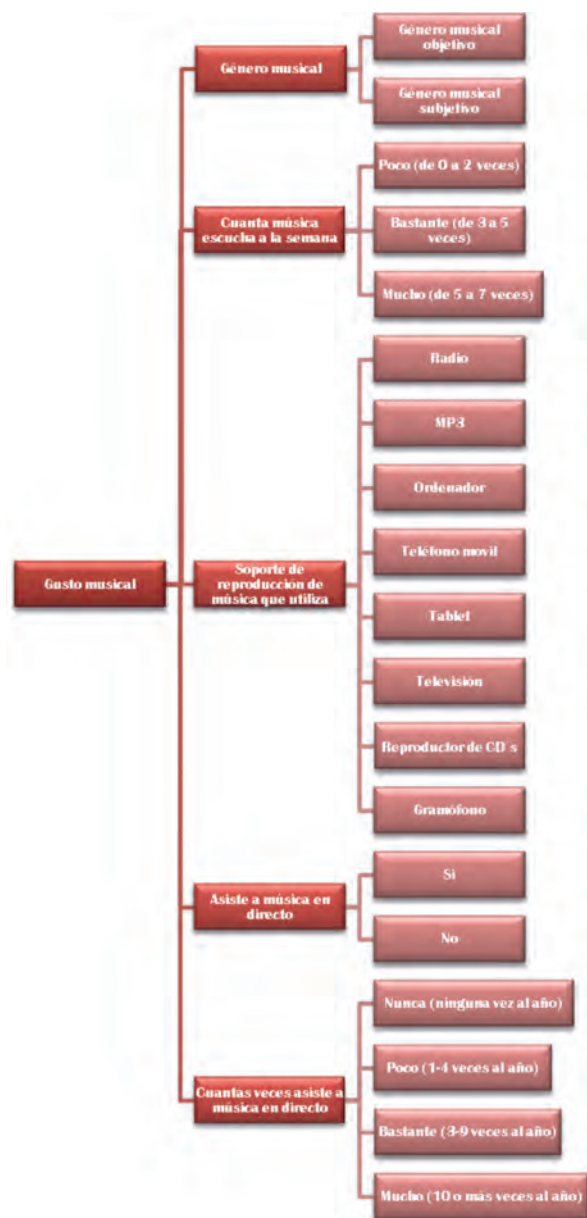 Gusto musical
Género musical
Género musical
objetivo
Género musical
subjetivo
Cuanta música
escucha a la semana
Poco (de 0 a 2 veces)
Bastante (de 3 a 5
veces)
Mucho (de 5 a 7 veces)
Soporte de
reproducción de
música que utiliza
Radio
MP3
Ordenador
Teléfono movil
Tablet
Televisión
Reproductor de CD´s
Gramófono
Asiste a música en
directo
Si
No
Cuantas veces asiste a
música en directo
Nunca (ninguna vez al año)
Poco (1-4 veces al año)
Bastante (3-9 veces al año)
Mucho (10 o más veces al año)